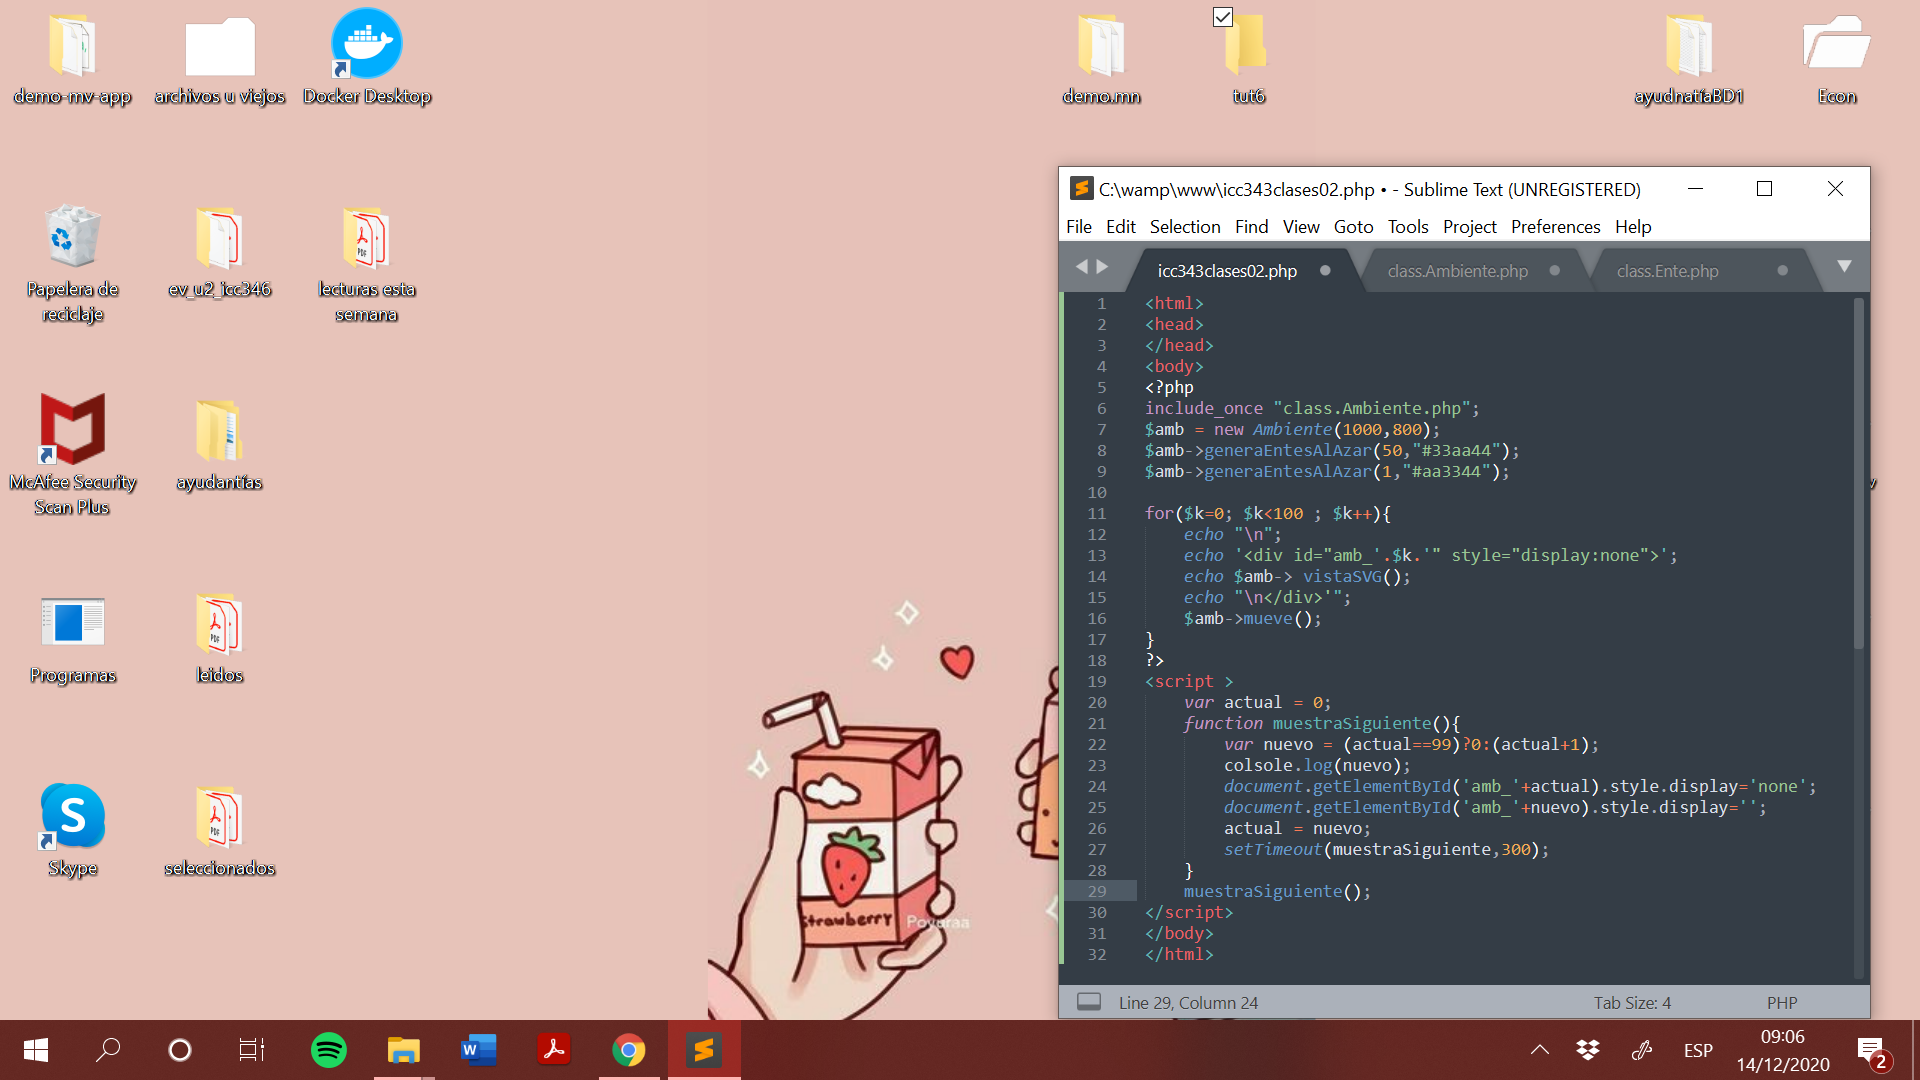 demo-mv-app
archivos u viejos
Docker Desktop
demo.mn
tut6
ayudnatíaBD1
Econ
Papelera de
reciclaje
ev_u2_icc346
PDF
lecturas esta
semana
McAfee Security
Scan Plus
ayudantías
Programas
PDF
leidos
S
Skype
PDF
seleccionados
Strawberry
Poyuraa
C:\wamp\www\icc343clases02.php • - Sublime Text (UNREGISTERED)
File Edit Selection Find View Goto Tools Project Preferences Help
icc343clases02.php class.Ambiente.php class.Ente.php
1 <html>
2 <head>
3 </head>
4 <body>
5 <?php
6 include_once "class.Ambiente.php";
7 $amb = new Ambiente(1000,800);
8 $amb->generaEntesAlAzar(50,"#33aa44");
9 $amb->generaEntesAlAzar(1,"#aa3344");
10
11 for($k=0; $k<100 ; $k++){
12     echo "\n";
13     echo '<div id="amb_'.$k.'" style="display:none">';
14     echo $amb-> vistaSVG();
15     echo "\n</div>'";
16     $amb->mueve();
17 }
18 ?>
19 <script >
20     var actual = 0;
21     function muestraSiguiente(){
22         var nuevo = (actual==99)?0:(actual+1);
23         colsole.log(nuevo);
24         document.getElementById('amb_'+actual).style.display='none';
25         document.getElementById('amb_'+nuevo).style.display='';
26         actual = nuevo;
27         setTimeout(muestraSiguiente,300);
28     }
29     muestraSiguiente();
30 </script>
31 </body>
32 </html>
Line 29, Column 24 Tab Size: 4 PHP
W
ESP
09:06
14/12/2020
2